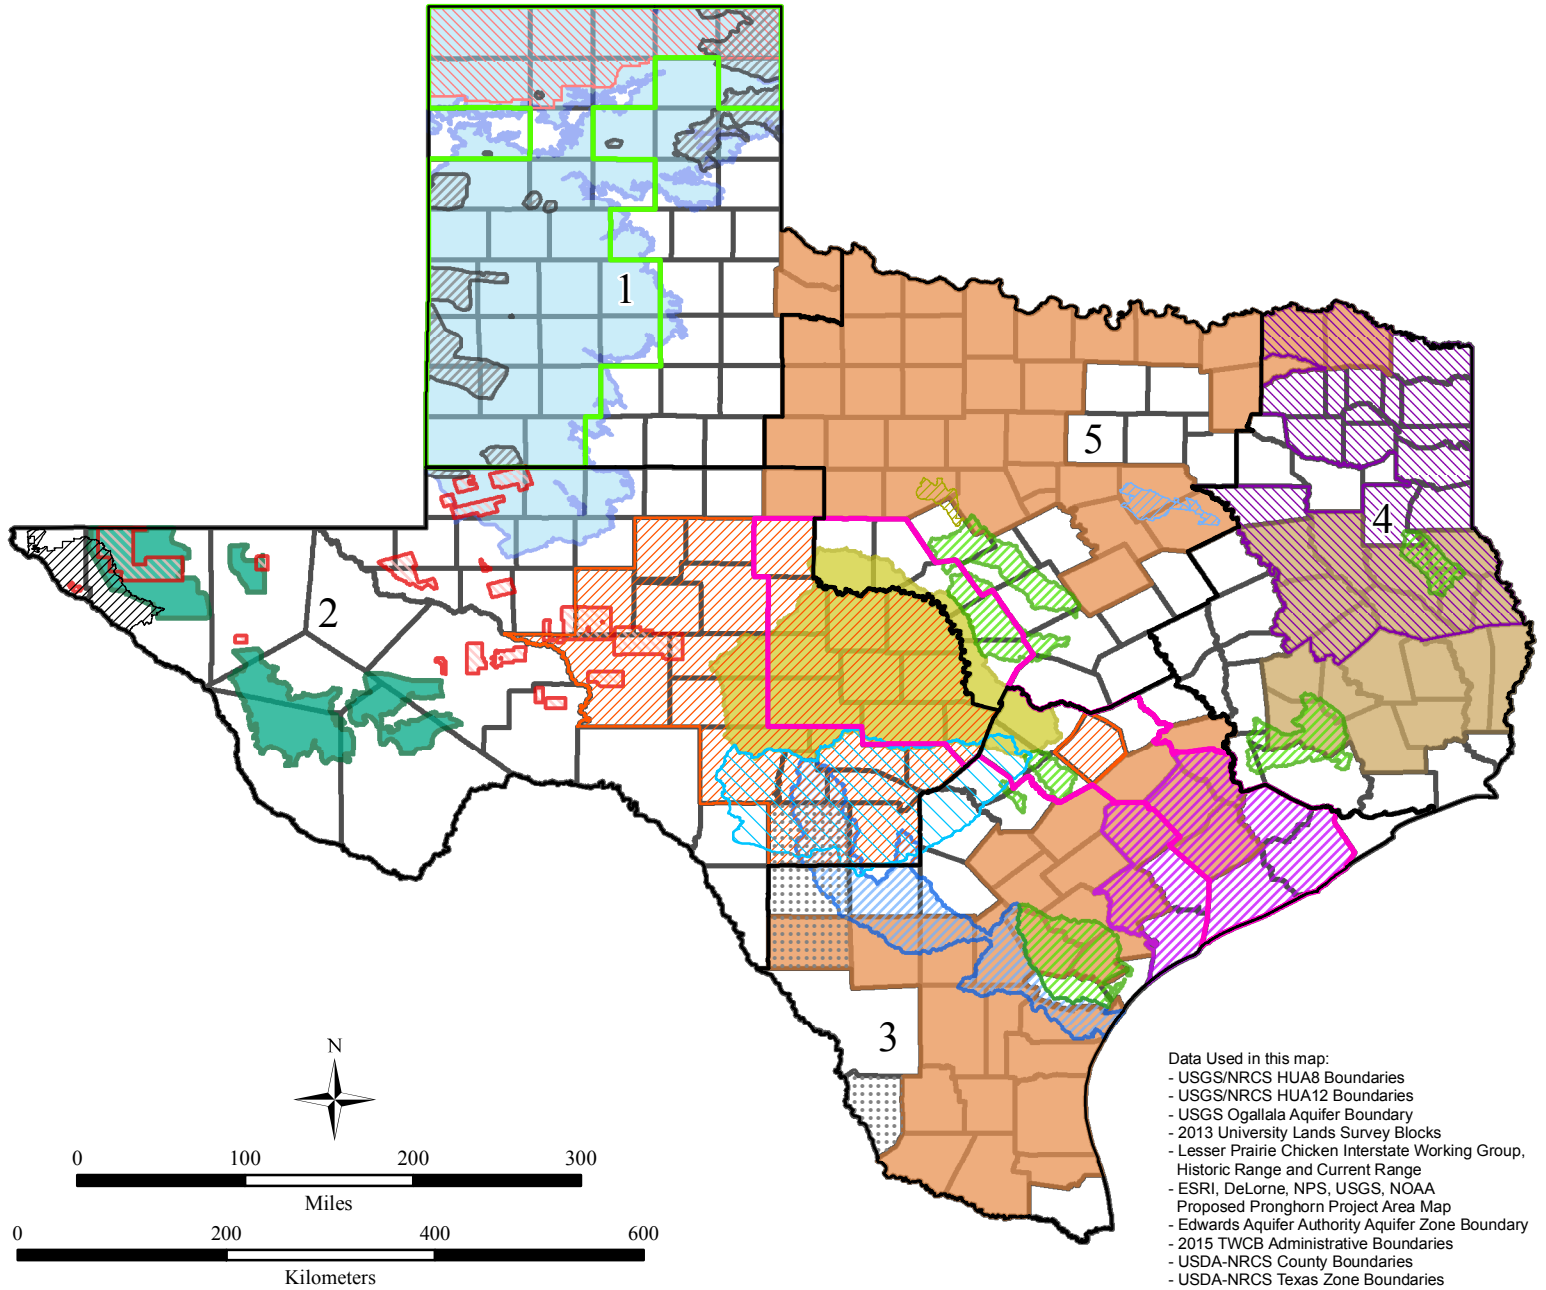 1
5
4
2
3
N
0 100 200 300
Miles
0 200 400 600
Kilometers
Data Used in this map:
- USGS/NRCS HUA8 Boundaries
- USGS/NRCS HUA12 Boundaries
- USGS Ogallala Aquifer Boundary
- 2013 University Lands Survey Blocks
- Lesser Prairie Chicken Interstate Working Group,
Historic Range and Current Range
- ESRI, DeLorne, NPS, USGS, NOAA
Proposed Pronghorn Project Area Map
- Edwards Aquifer Authority Aquifer Zone Boundary
- 2015 TWCB Administrative Boundaries
- USDA-NRCS County Boundaries
- USDA-NRCS Texas Zone Boundaries